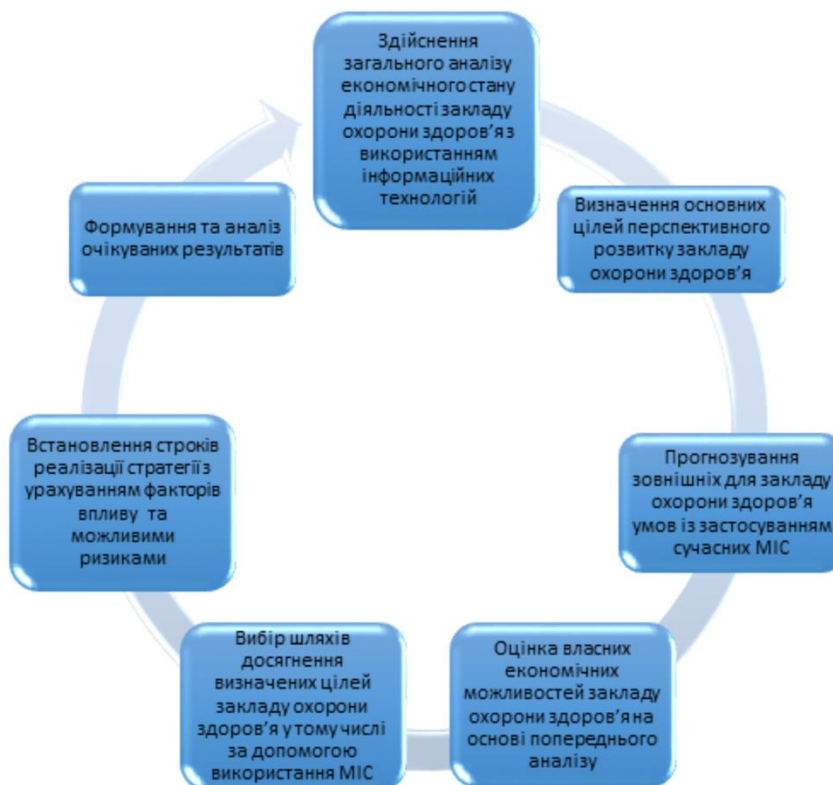 Здійснення
загального аналізу
економічного стану
діяльності закладу
охорони здоров’я з
використанням
інформаційних
технологій
Визначення основних
цілей перспективного
розвитку закладу
охорони здоров’я
Прогнозування
зовнішніх для закладу
охорони здоров’я
умов із застосуванням
сучасних МІС
Оцінка власних
економічних
можливостей закладу
охорони здоров’я на
основі попереднього
аналізу
Вибір шляхів
досягнення
визначених цілей
закладу охорони
здоров’я у тому числі
за допомогою
використання МІС
Встановлення строків
реалізації стратегії з
урахуванням факторів
впливу та
можливими
ризиками
Формування та аналіз
очікуваних результатів